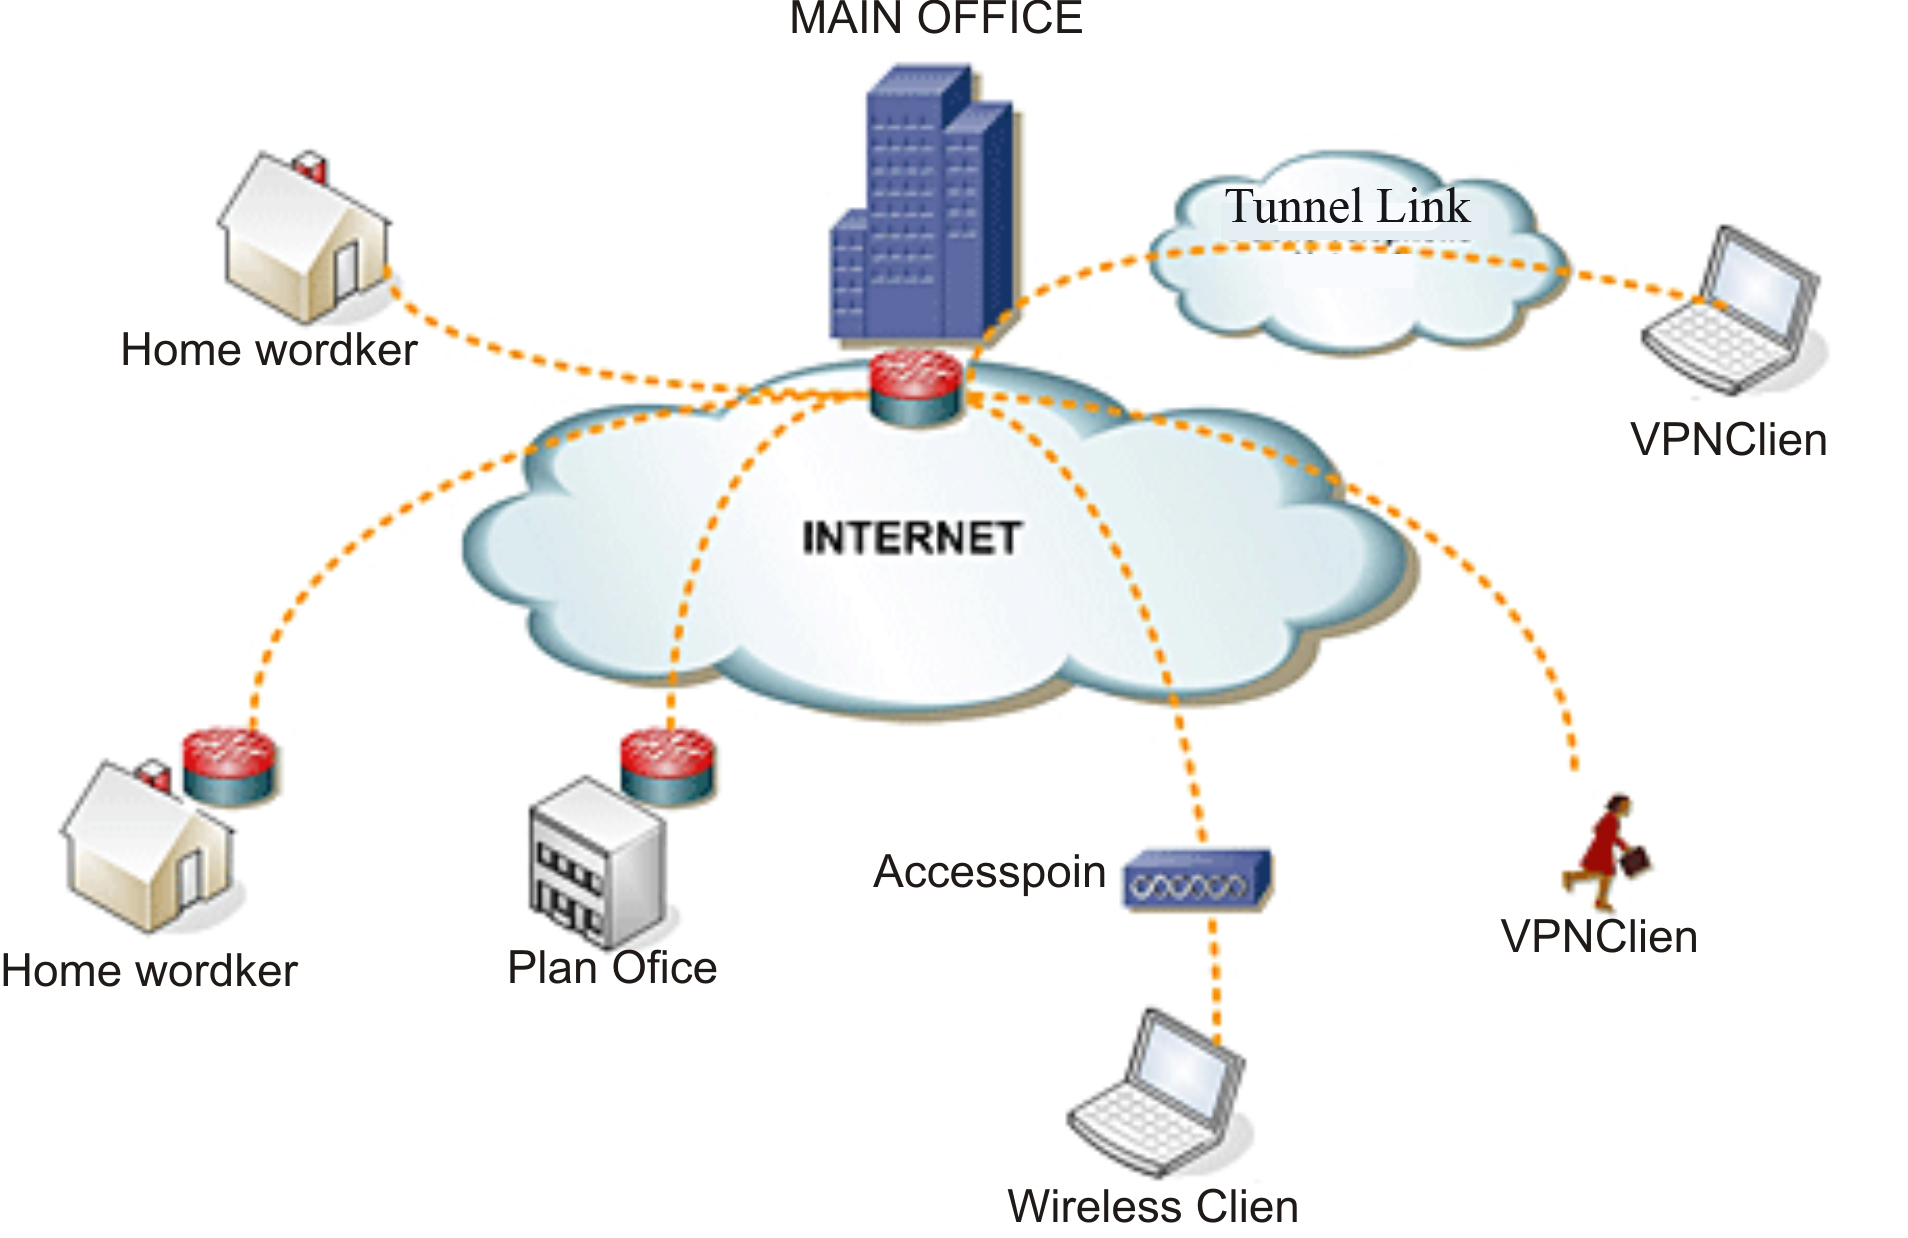 MAIN OFFICE
Tunnel Link
Home wordker
VPNClien
INTERNET
Accesspoin
VPNClien
Home wordker
Plan Ofice
Wireless Clien